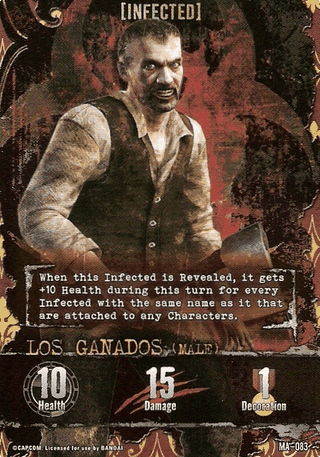 [INFECTED]
When this Infected is Revealed, it gets
+10 Health during this turn for every
Infected with the same name as it that
are attached to any Characters.
LOS GANADOS (MALE)
10 15 1
Health Damage Decoration
MA-083
©CAPCOM. Licensed for use by BANDAI